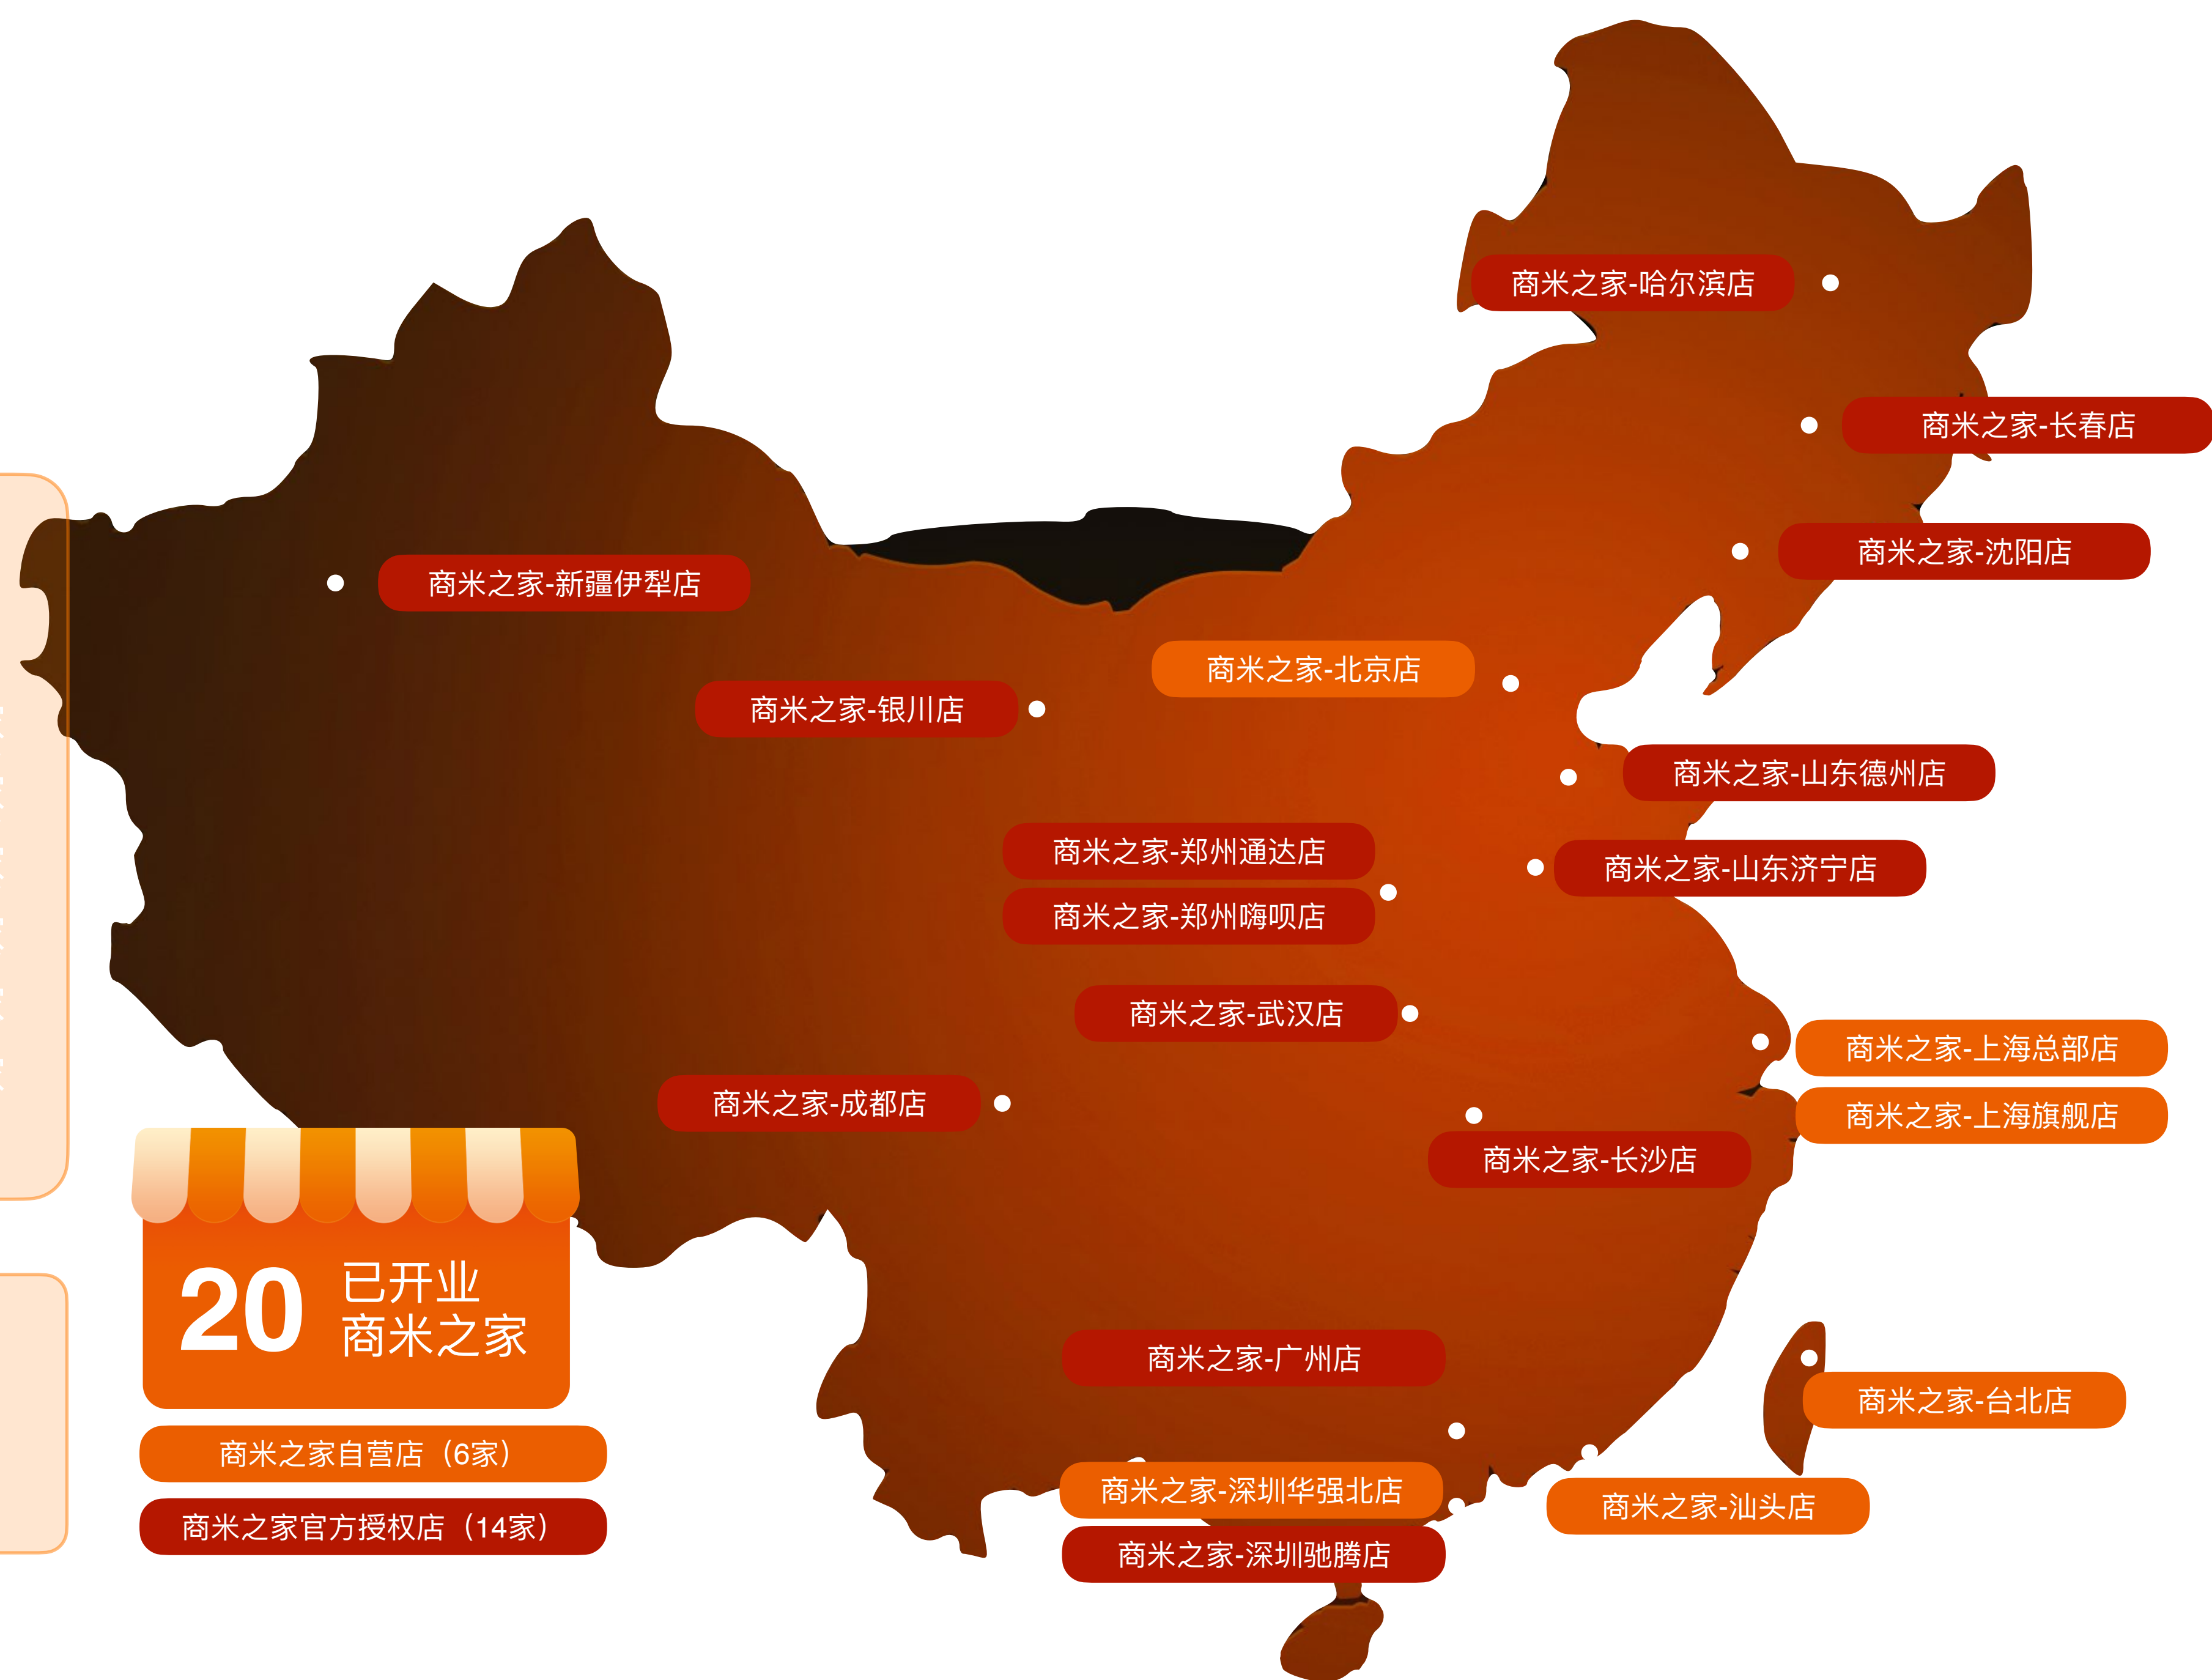 商米之家-哈尔滨店
商米之家-长春店
商米之家-沈阳店
商米之家-新疆伊犁店
商米之家-北京店
商米之家-银川店
商米之家-山东德州店
商米之家-郑州通达店
商米之家-山东济宁店
商米之家-郑州嗨呗店
商米之家-武汉店
商米之家-上海总部店
商米之家-成都店
商米之家-上海旗舰店
商米之家-长沙店
20
已开业
商米之家
商米之家-广州店
商米之家-台北店
商米之家自营店（6家）
商米之家-深圳华强北店
商米之家-汕头店
商米之家官方授权店（14家）
商米之家-深圳驰腾店